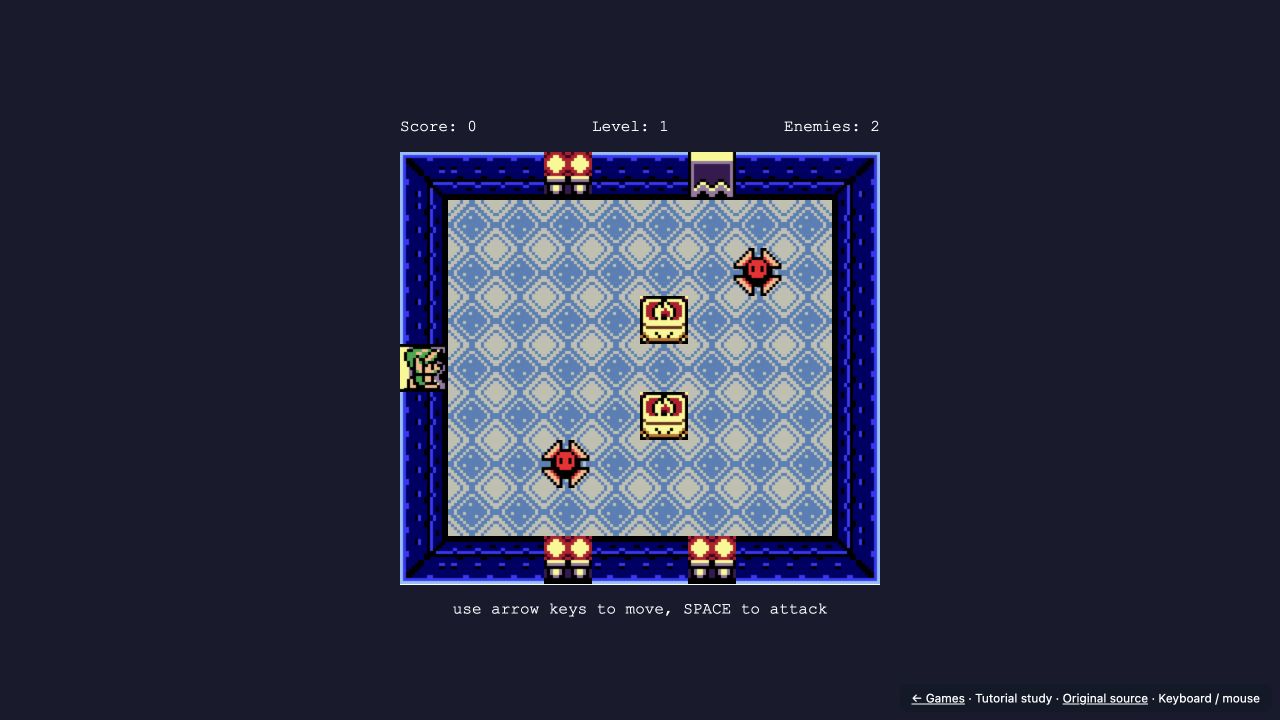 Score: 0 Level: 1 Enemies: 2
use arrow keys to move, SPACE to attack
← Games · Tutorial study · Original source · Keyboard / mouse